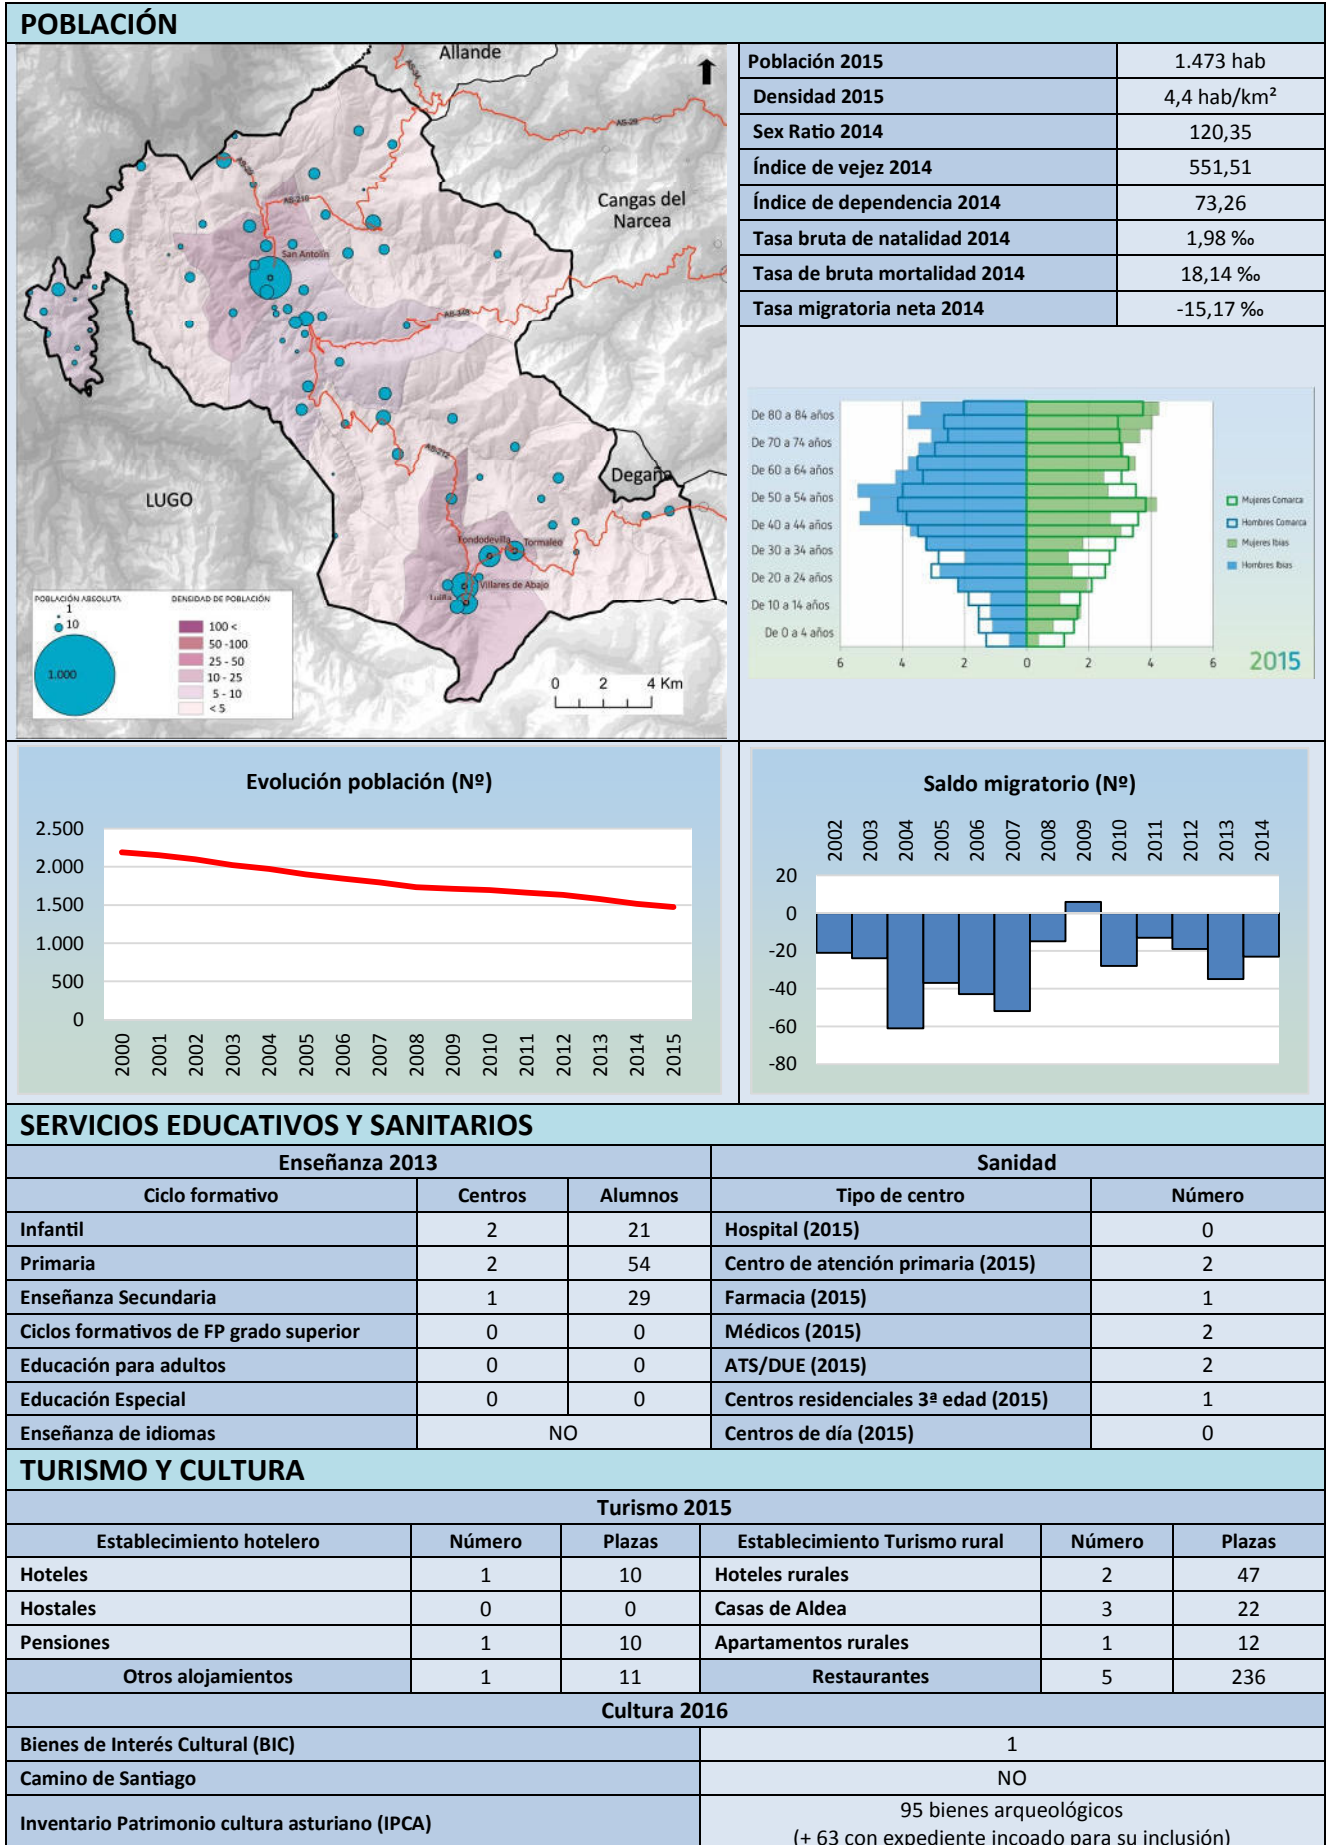 POBLACIÓN
Allande
AS-14
AS-29
AS-29
AS-210
Cangas del
Narcea
San Antolín
AS-348
AS-212
Degaña
LUGO
Fondodevilla
Tormaleo
Villares de Abajo
Luiña
POBLACIÓN ABSOLUTA
1
10
1.000
DENSIDAD DE POBLACIÓN
100 <
50 -100
25 - 50
10 - 25
5 - 10
< 5
0 2 4 Km
Población 2015 1.473 hab
Densidad 2015 4,4 hab/km²
Sex Ratio 2014 120,35
Índice de vejez 2014 551,51
Índice de dependencia 2014 73,26
Tasa bruta de natalidad 2014 1,98 ‰
Tasa de bruta mortalidad 2014 18,14 ‰
Tasa migratoria neta 2014 -15,17 ‰
De 80 a 84 años
De 70 a 74 años
De 60 a 64 años
De 50 a 54 años
De 40 a 44 años
De 30 a 34 años
De 20 a 24 años
De 10 a 14 años
De 0 a 4 años
6 4 2 0 2 4 6
Mujeres Comarca
Hombres Comarca
Mujeres Ibias
Hombres Ibias
2015
Evolución población (Nº)
2.500
2.000
1.500
1.000
500
0
2000 2001 2002 2003 2004 2005 2006 2007 2008 2009 2010 2011 2012 2013 2014 2015
Saldo migratorio (Nº)
2002 2003 2004 2005 2006 2007 2008 2009 2010 2011 2012 2013 2014
20
0
-20
-40
-60
-80
SERVICIOS EDUCATIVOS Y SANITARIOS
Enseñanza 2013 Sanidad
Ciclo formativo Centros Alumnos Tipo de centro Número
Infantil 2 21 Hospital (2015) 0
Primaria 2 54 Centro de atención primaria (2015) 2
Enseñanza Secundaria 1 29 Farmacia (2015) 1
Ciclos formativos de FP grado superior 0 0 Médicos (2015) 2
Educación para adultos 0 0 ATS/DUE (2015) 2
Educación Especial 0 0 Centros residenciales 3ª edad (2015) 1
Enseñanza de idiomas NO Centros de día (2015) 0
TURISMO Y CULTURA
Turismo 2015
Establecimiento hotelero Número Plazas Establecimiento Turismo rural Número Plazas
Hoteles 1 10 Hoteles rurales 2 47
Hostales 0 0 Casas de Aldea 3 22
Pensiones 1 10 Apartamentos rurales 1 12
Otros alojamientos 1 11 Restaurantes 5 236
Cultura 2016
Bienes de Interés Cultural (BIC) 1
Camino de Santiago NO
Inventario Patrimonio cultura asturiano (IPCA) 95 bienes arqueológicos
(+ 63 con expediente incoado para su inclusión)